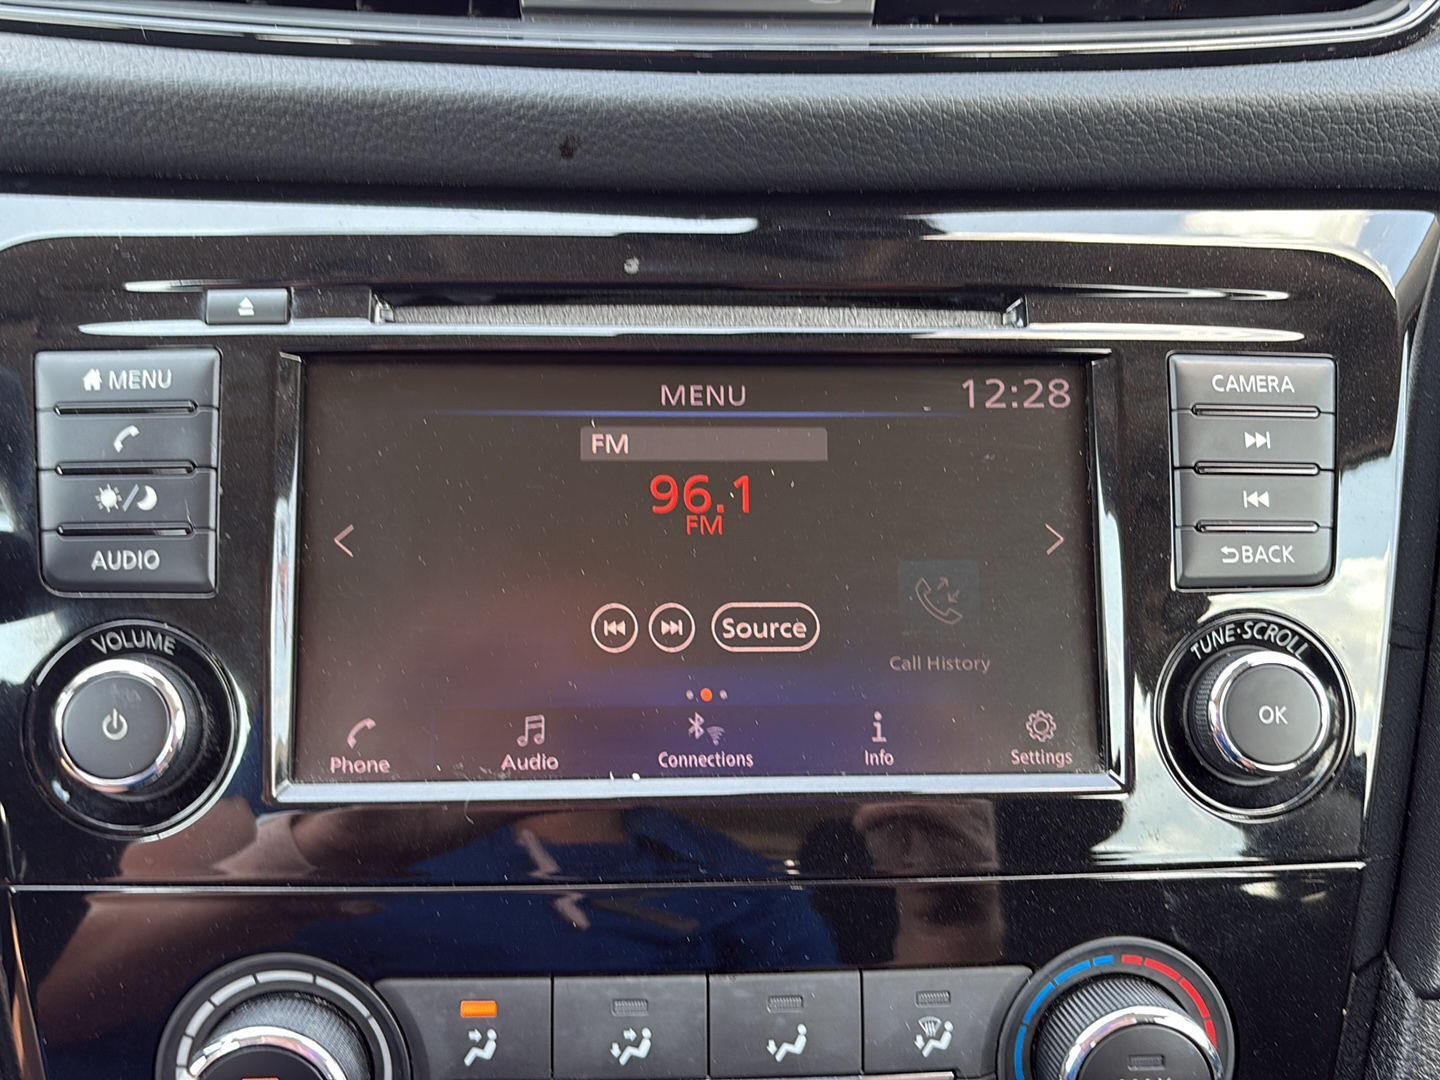 MENU
AUDIO
VOLUME
MENU
12:28
FM
96.1
FM
Source
Call History
Phone
Audio
Connections
Info
Settings
CAMERA
BACK
TUNE·SCROLL
OK